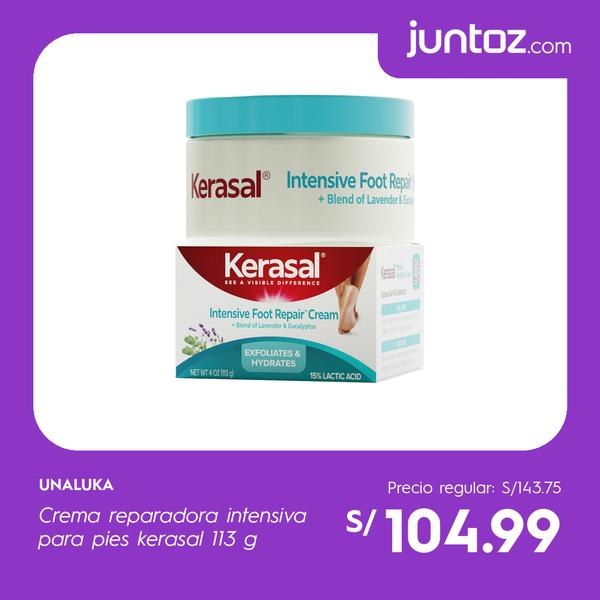 juntoz.com
Kerasal®
Intensive Foot Repair
+ Blend of Lavender &
Kerasal®
SEE A VISIBLE DIFFERENCE
Intensive Foot Repair™ Cream
+ Blend of Lavender & Eucalyptus
EXFOLIATES &
HYDRATES
NET WT 4 OZ (113 g)
15% LACTIC ACID
Kerasal
UNALUKA
Crema reparadora intensiva
para pies kerasal 113 g
Precio regular: S/143.75
S/104.99